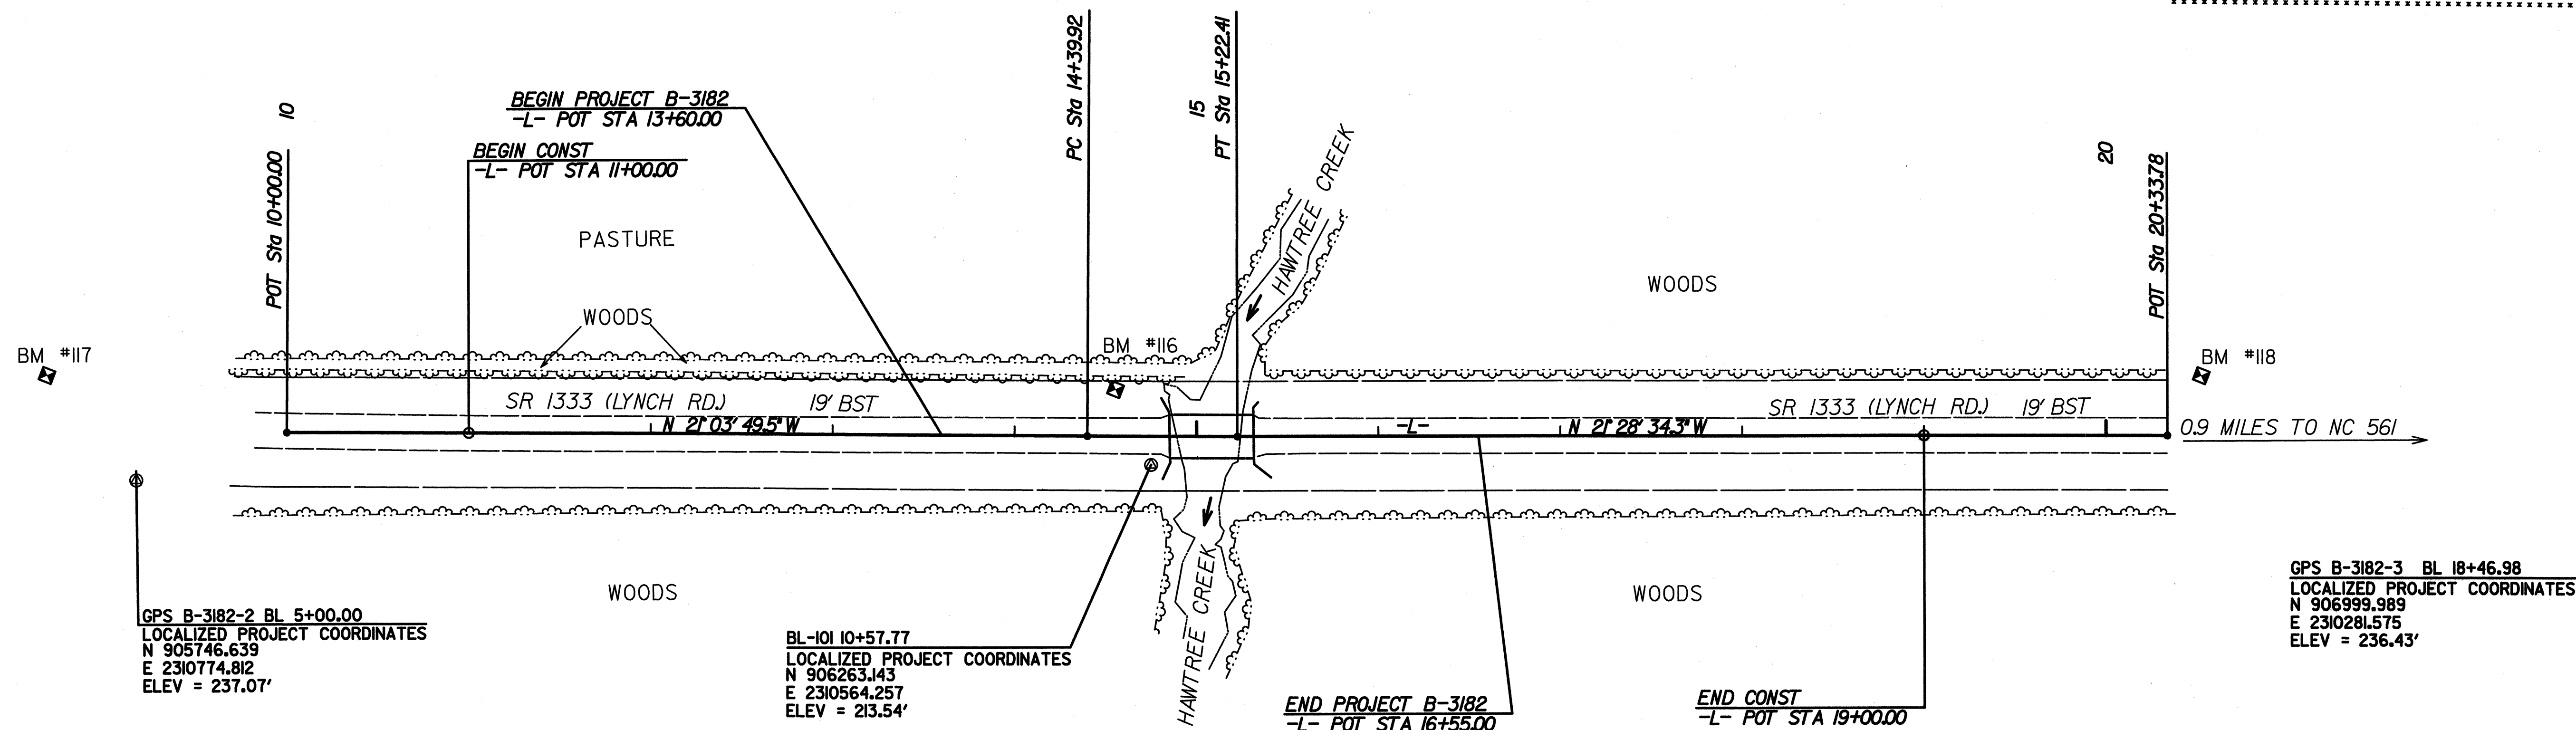 10
POT Sta 10+00.00
BEGIN PROJECT B-3182
-L- POT STA 13+60.00
BEGIN CONST
-L- POT STA 11+00.00
PC Sta 14+39.92
15
PT Sta 15+22.41
HAWTREE CREEK
20
POT Sta 20+33.78
PASTURE
WOODS
WOODS
BM #117
BM #116
BM #118
SR 1333 (LYNCH RD.) 19' BST
SR 1333 (LYNCH RD.) 19' BST
N 21° 03' 49.5" W
-L-
N 21° 28' 34.3" W
0.9 MILES TO NC 561
WOODS
WOODS
HAWTREE CREEK
GPS B-3182-2 BL 5+00.00
LOCALIZED PROJECT COORDINATES
N 905746.639
E 2310774.812
ELEV = 237.07'
BL-101 10+57.77
LOCALIZED PROJECT COORDINATES
N 906263.143
E 2310564.257
ELEV = 213.54'
END PROJECT B-3182
-L- POT STA 16+55.00
END CONST
-L- POT STA 19+00.00
GPS B-3182-3 BL 18+46.98
LOCALIZED PROJECT COORDINATES
N 906999.989
E 2310281.575
ELEV = 236.43'